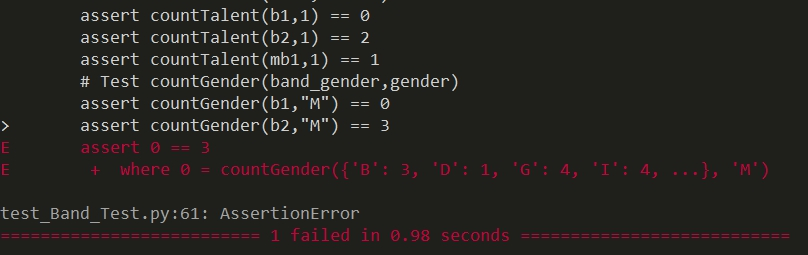 assert countTalent(b1,1) == 0
assert countTalent(b2,1) == 2
assert countTalent(mb1,1) == 1
# Test countGender(band_gender,gender)
assert countGender(b1,"M") == 0
>       assert countGender(b2,"M") == 3
E       assert 0 == 3
E        +  where 0 = countGender({'B': 3, 'D': 1, 'G': 4, 'I': 4, ...}, 'M')
test_Band_Test.py:61: AssertionError
========================== 1 failed in 0.98 seconds ===========================